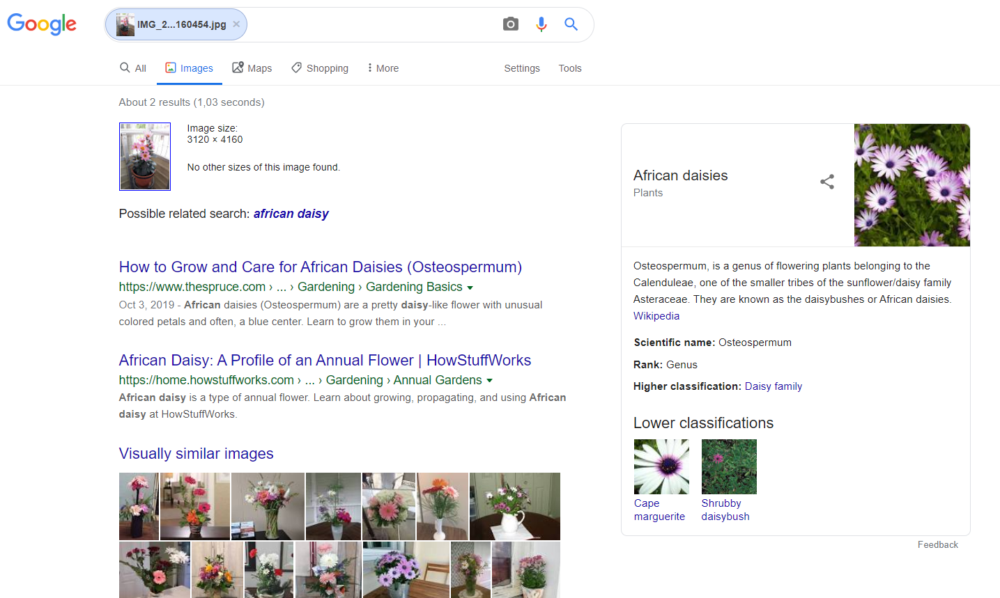 Google
IMG_2...160454.jpg ×
All
Images
Maps
Shopping
More
Settings
Tools
About 2 results (1,03 seconds)
Image size:
3120 × 4160
No other sizes of this image found.
Possible related search: african daisy
How to Grow and Care for African Daisies (Osteospermum)
https://www.thespruce.com › ... › Gardening › Gardening Basics
Oct 3, 2019 - African daisies (Osteospermum) are a pretty daisy-like flower with unusual
colored petals and often, a blue center. Learn to grow them in your ...
African Daisy: A Profile of an Annual Flower | HowStuffWorks
https://home.howstuffworks.com › ... › Gardening › Annual Gardens
African daisy is a type of annual flower. Learn about growing, propagating, and using African
daisy at HowStuffWorks.
Visually similar images
African daisies
Plants
Osteospermum, is a genus of flowering plants belonging to the
Calenduleae, one of the smaller tribes of the sunflower/daisy family
Asteraceae. They are known as the daisybushes or African daisies.
Wikipedia
Scientific name: Osteospermum
Rank: Genus
Higher classification: Daisy family
Lower classifications
Cape
marguerite
Shrubby
daisybush
Feedback